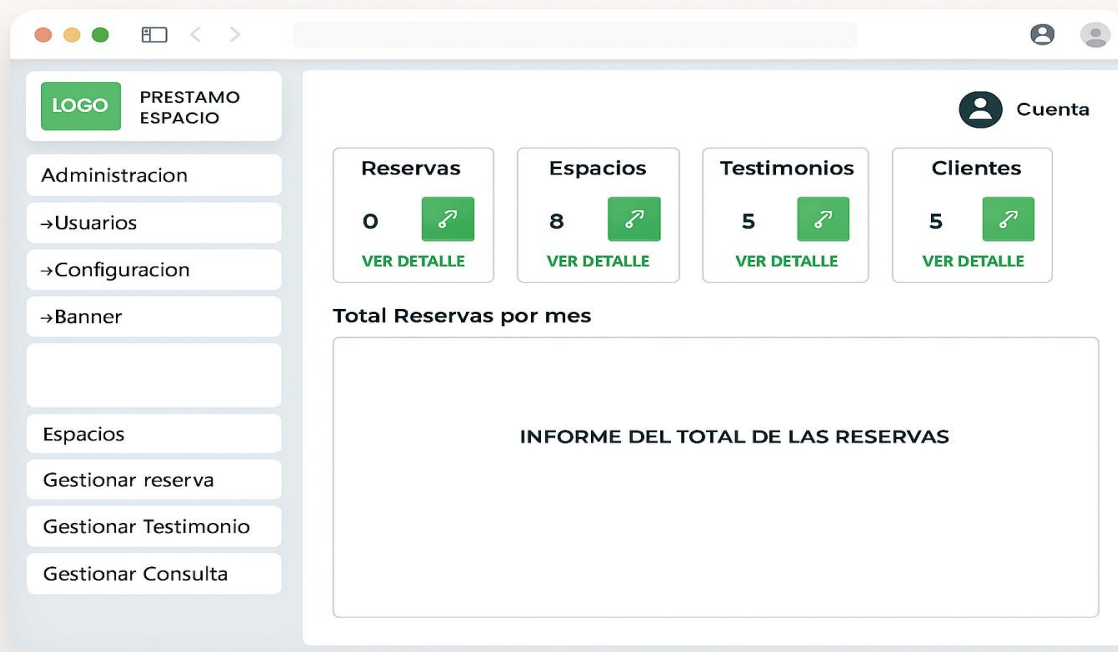 LOGO
PRESTAMO
ESPACIO
Administracion
→Usuarios
→Configuracion
→Banner
Espacios
Gestionar reserva
Gestionar Testimonio
Gestionar Consulta
Cuenta
Reservas
0
VER DETALLE
Espacios
8
VER DETALLE
Testimonios
5
VER DETALLE
Clientes
5
VER DETALLE
Total Reservas por mes
INFORME DEL TOTAL DE LAS RESERVAS